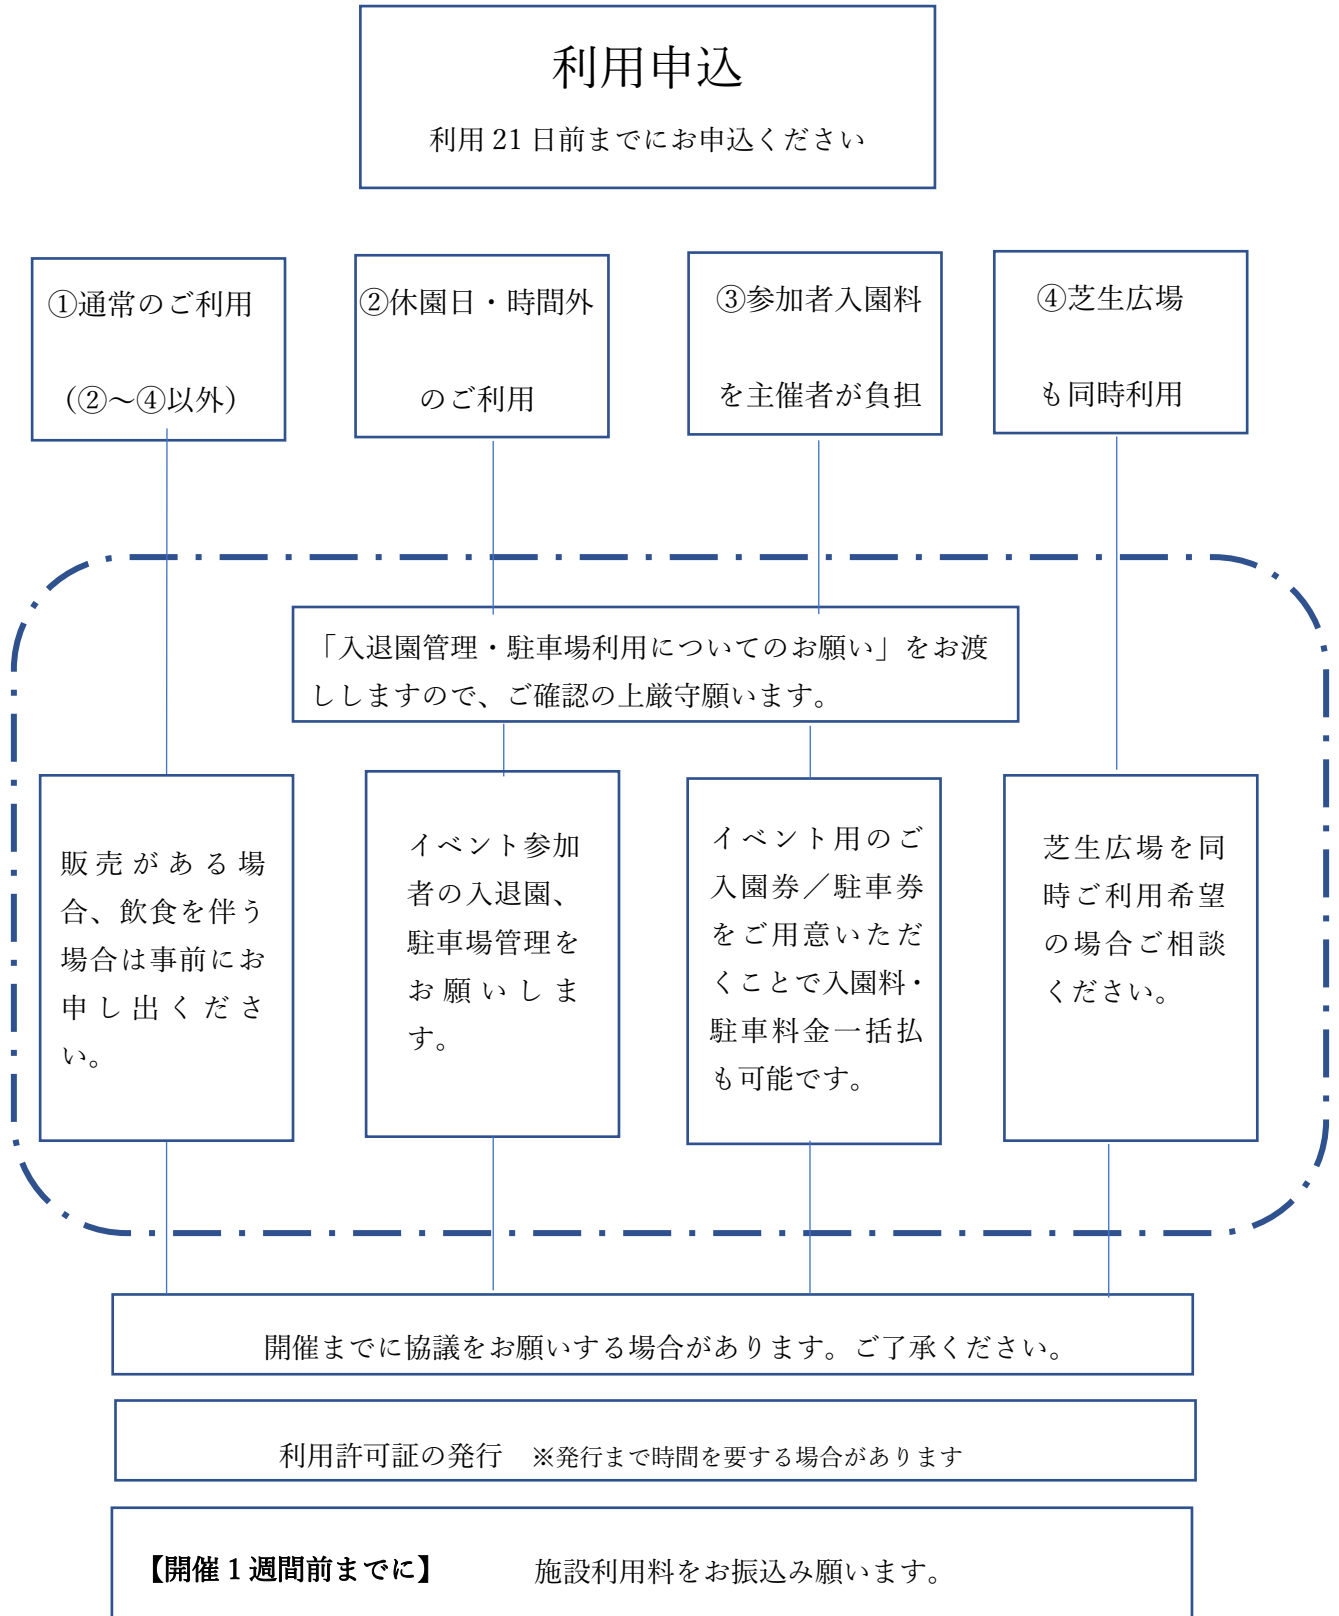 利用申込
利用 21 日前までにお申込ください
①通常のご利用
（②～④以外）
②休園日・時間外
のご利用
③参加者入園料
を主催者が負担
④芝生広場
も同時利用
「入退園管理・駐車場利用についてのお願い」をお渡
ししますので、ご確認の上厳守願います。
販売がある場
合、飲食を伴う
場合は事前にお
申し出くださ
い。
イベント参加
者の入退園、
駐車場管理を
お願いしま
す。
イベント用のご
入園券／駐車券
をご用意いただ
くことで入園料・
駐車料金一括払
も可能です。
芝生広場を同
時ご利用希望
の場合ご相談
ください。
開催までに協議をお願いする場合があります。ご了承ください。
利用許可証の発行　※発行まで時間を要する場合があります
【開催 1 週間前までに】　施設利用料をお振込み願います。